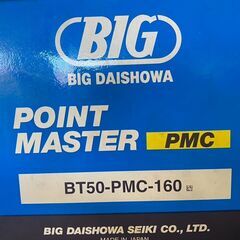 BIG
BIG DAISHOWA
POINT
MASTER PMC
BT50-PMC-160
BIG DAISHOWA SEIKI CO., LTD.
MADE IN JAPAN